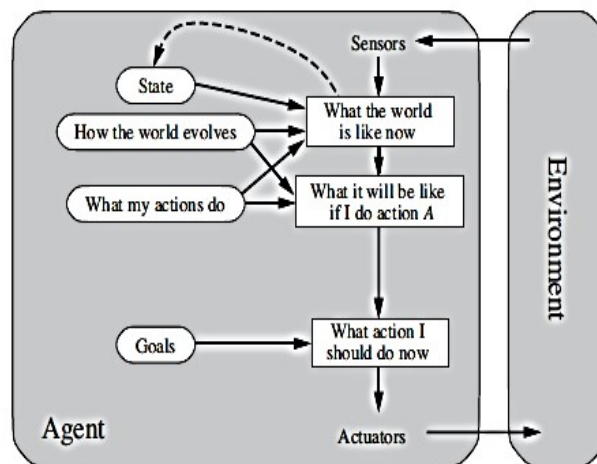 Sensors
State
What the world
is like now
How the world evolves
What it will be like
if I do action A
What my actions do
Environment
Goals
What action I
should do now
Agent
Actuators